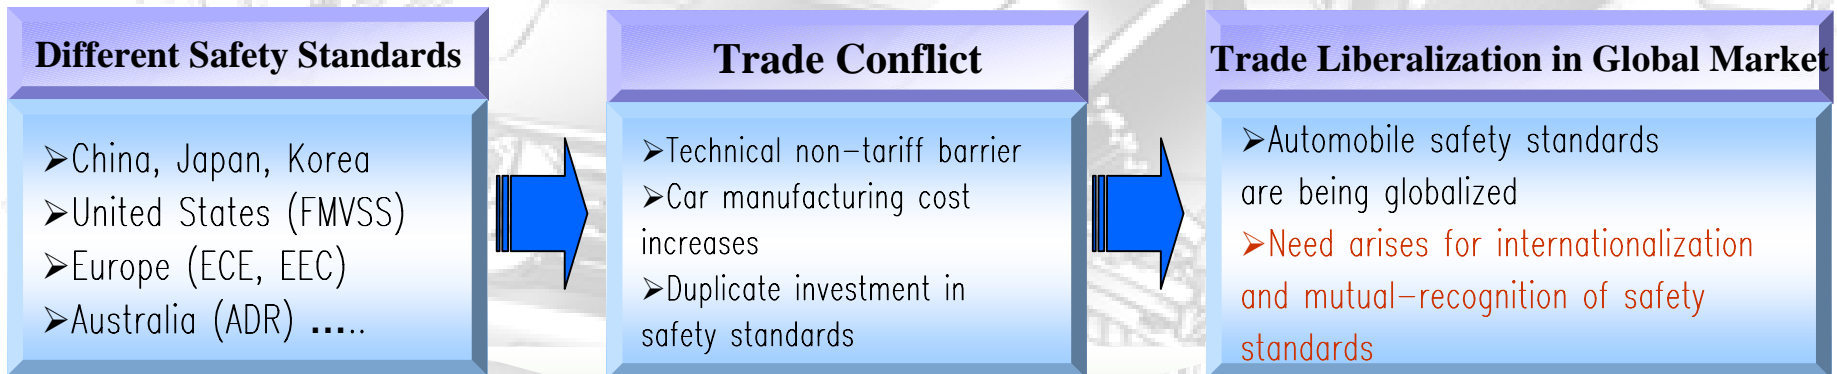 Different Safety Standards
➢China, Japan, Korea
➢United States (FMVSS)
➢Europe (ECE, EEC)
➢Australia (ADR) .....
Trade Conflict
➢Technical non-tariff barrier
➢Car manufacturing cost
increases
➢Duplicate investment in
safety standards
Trade Liberalization in Global Market
➢Automobile safety standards
are being globalized
➢Need arises for internationalization
and mutual-recognition of safety
standards